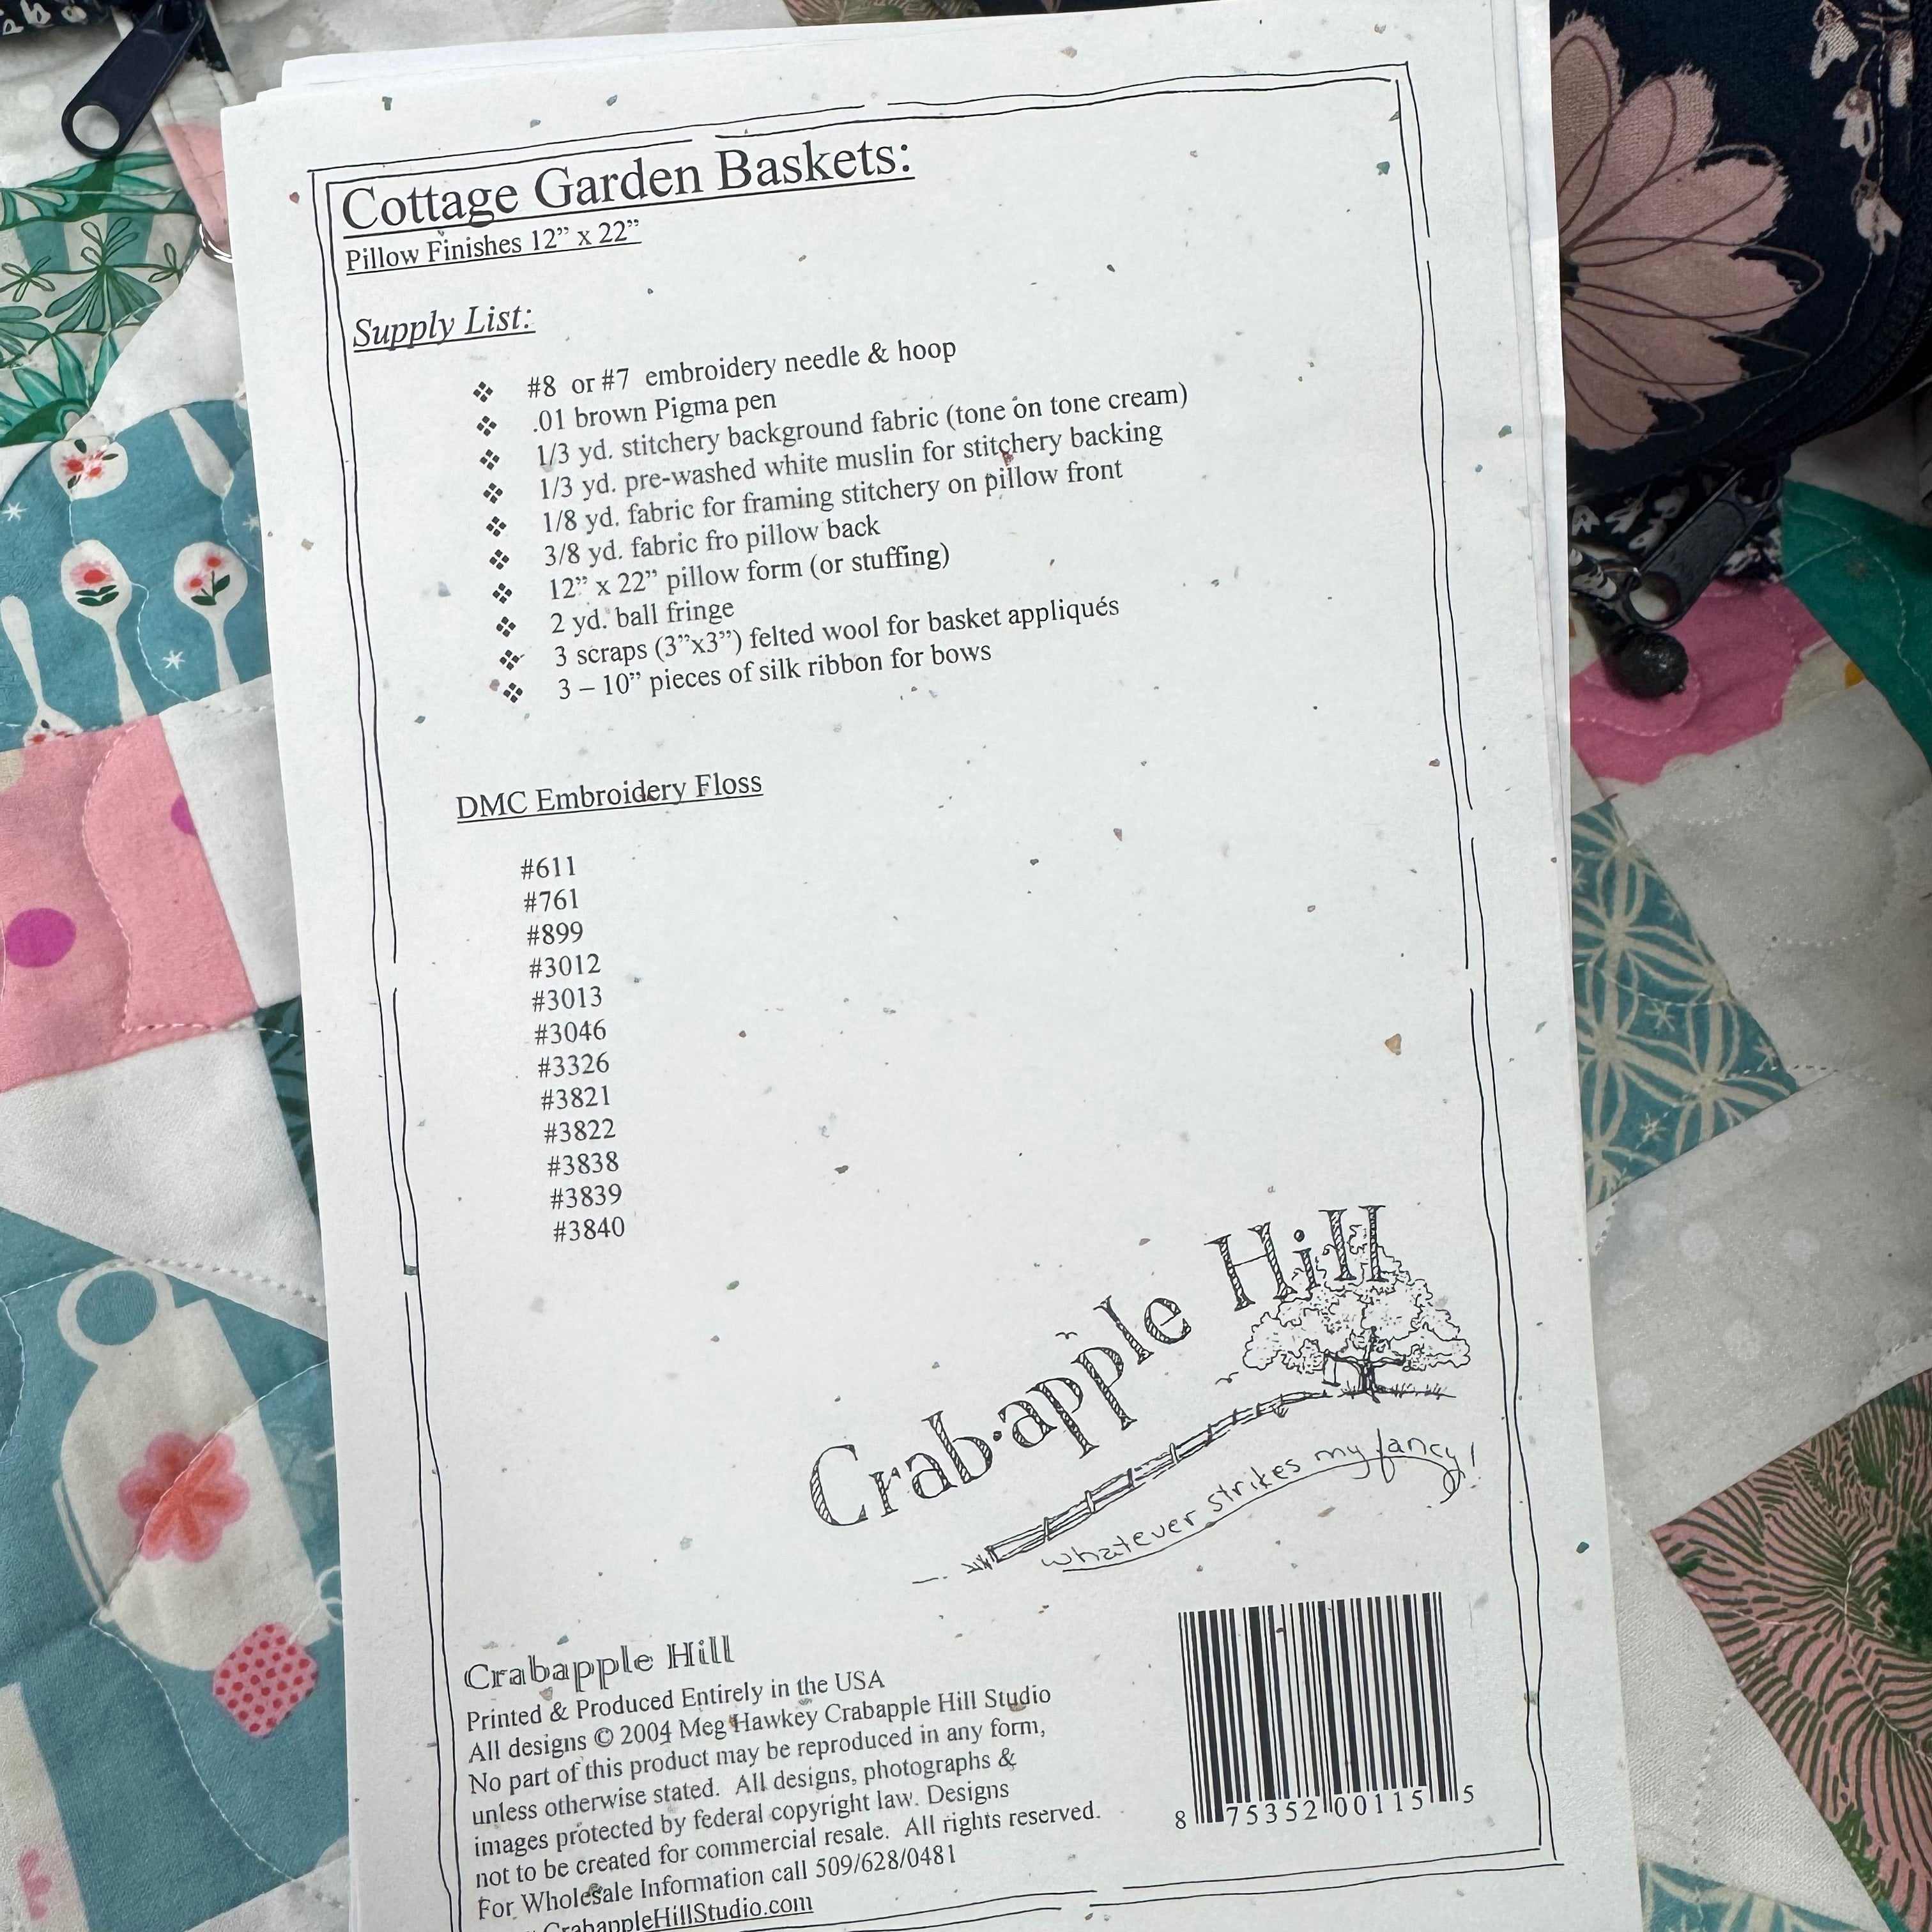 Cottage Garden Baskets:
Pillow Finishes 12” x 22”
Supply List:
❖ #8 or #7 embroidery needle & hoop
❖ .01 brown Pigma pen
❖ 1/3 yd. stitchery background fabric (tone on tone cream)
❖ 1/3 yd. pre-washed white muslin for stitchery backing
❖ 1/8 yd. fabric for framing stitchery on pillow front
❖ 3/8 yd. fabric fro pillow back
❖ 12” x 22” pillow form (or stuffing)
❖ 2 yd. ball fringe
❖ 3 scraps (3”x3”) felted wool for basket appliqués
❖ 3 – 10” pieces of silk ribbon for bows
DMC Embroidery Floss
#611
#761
#899
#3012
#3013
#3046
#3326
#3821
#3822
#3838
#3839
#3840
Crab·apple Hill
whatever strikes my fancy!
Crabapple Hill
Printed & Produced Entirely in the USA
All designs © 2004 Meg Hawkey Crabapple Hill Studio
No part of this product may be reproduced in any form,
unless otherwise stated. All designs, photographs &
images protected by federal copyright law. Designs
not to be created for commercial resale. All rights reserved.
For Wholesale Information call 509/628/0481
CrabappleHillStudio.com
8 75352 00115 5